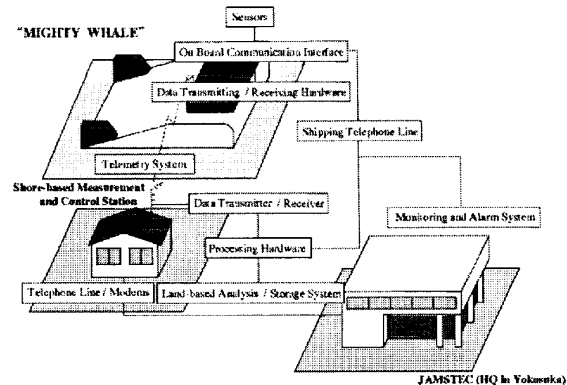 Sensors
"MIGHTY WHALE"
On Board Communication Interface
Data Transmitting / Receiving Hardware
Shipping Telephone Line
Telemetry System
Shore-based Measurement
and Control Station
Data Transmitter / Receiver
Monitoring and Alarm System
Processing Hardware
Telephone Line / Modems
Land-based Analysis / Storage System
JAMSTEC (HQ in Yokosuka)